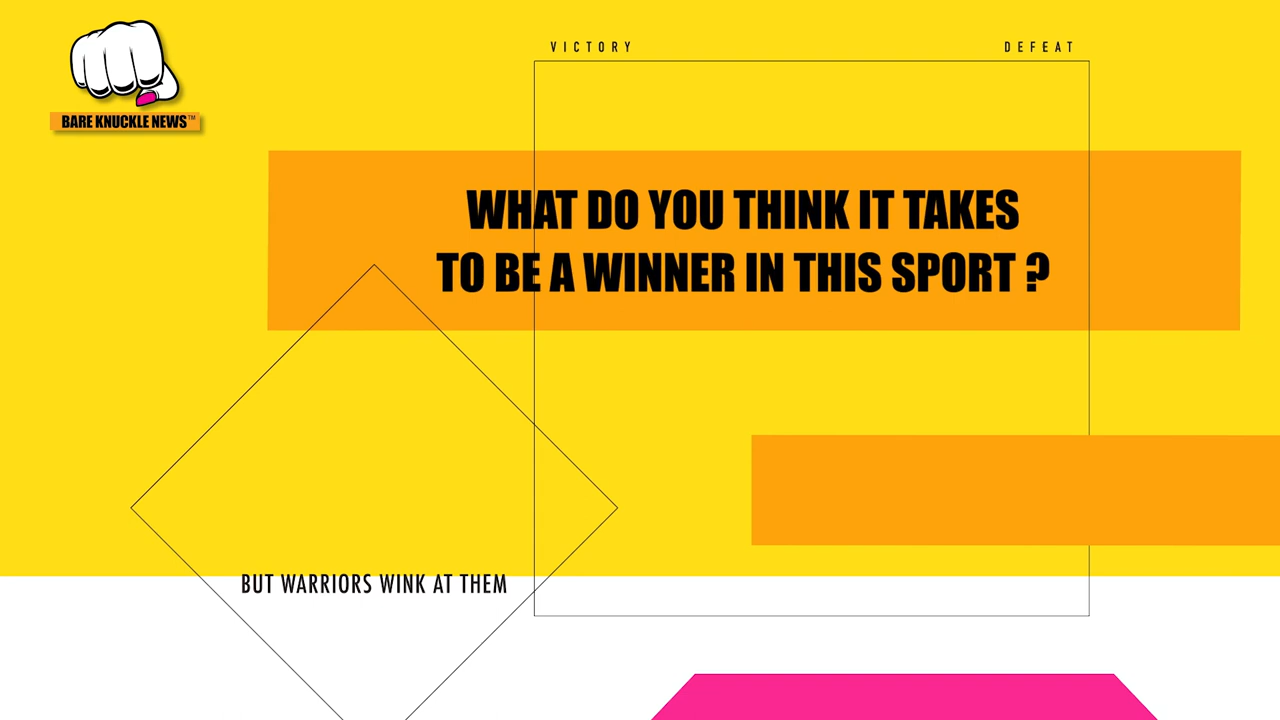 VICTORY
DEFEAT
BARE KNUCKLE NEWS™
WHAT DO YOU THINK IT TAKES
TO BE A WINNER IN THIS SPORT ?
BUT WARRIORS WINK AT THEM